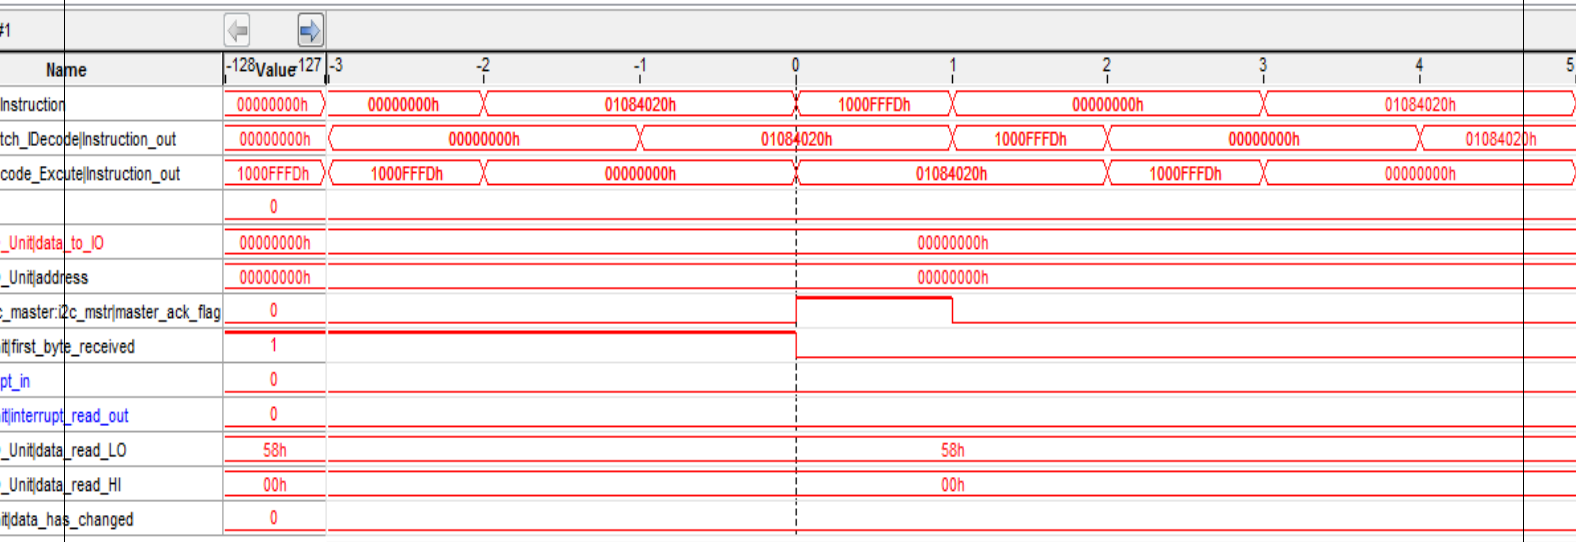 #1
Name -128Value127 -3 -2 -1 0 1 2 3 4 5
Instruction 00000000h 00000000h 01084020h 1000FFFDh 00000000h 01084020h
tch_IDecode|Instruction_out 00000000h 00000000h 01084020h 1000FFFDh 00000000h 01084020h
code_Excute|Instruction_out 1000FFFDh 1000FFFDh 00000000h 01084020h 1000FFFDh 00000000h
0
_Unit|data_to_IO 00000000h 00000000h
_Unit|address 00000000h 00000000h
c_master:i2c_mstr|master_ack_flag 0
it|first_byte_received 1
pt_in 0
it|interrupt_read_out 0
_Unit|data_read_LO 58h 58h
_Unit|data_read_HI 00h 00h
it|data_has_changed 0